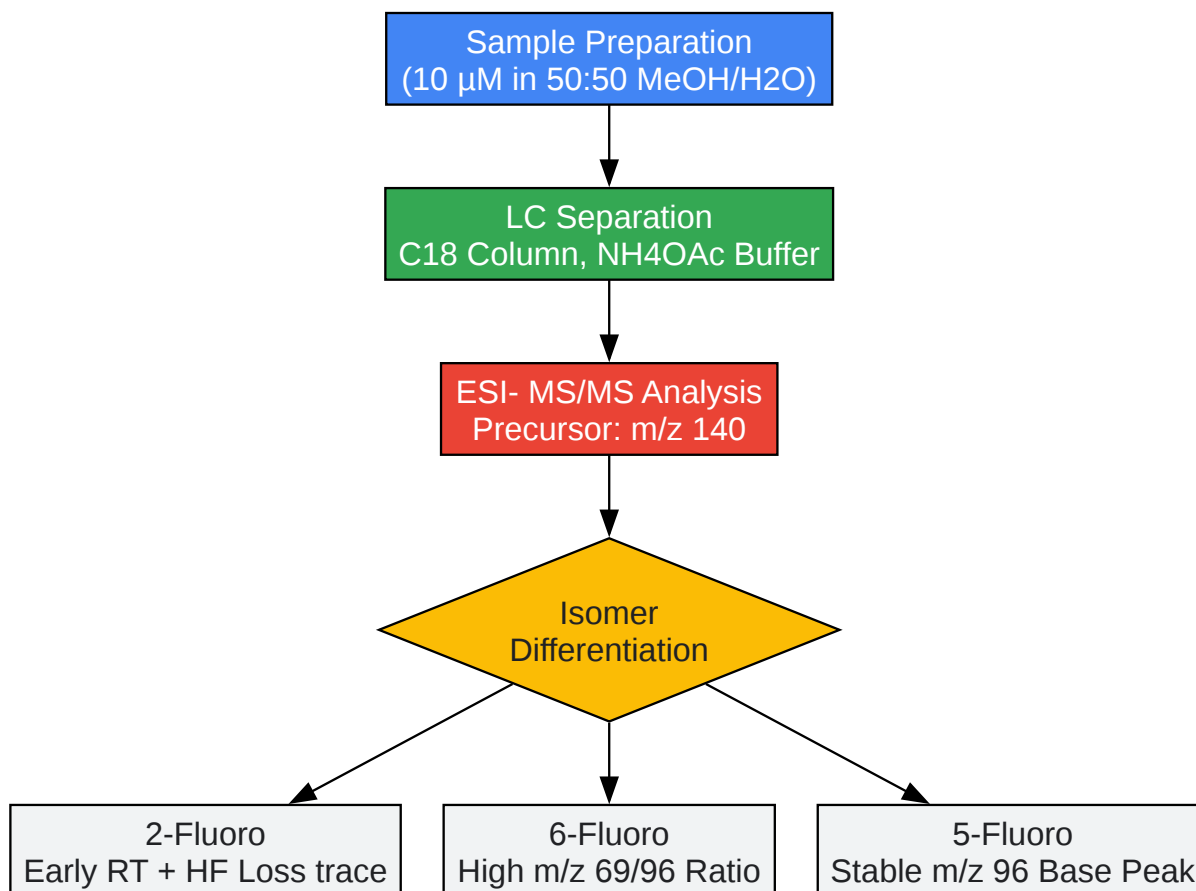 Sample Preparation
(10 µM in 50:50 MeOH/H2O)
LC Separation
C18 Column, NH4OAc Buffer
ESI- MS/MS Analysis
Precursor: m/z 140
Isomer
Differentiation
2-Fluoro
Early RT + HF Loss trace
6-Fluoro
High m/z 69/96 Ratio
5-Fluoro
Stable m/z 96 Base Peak